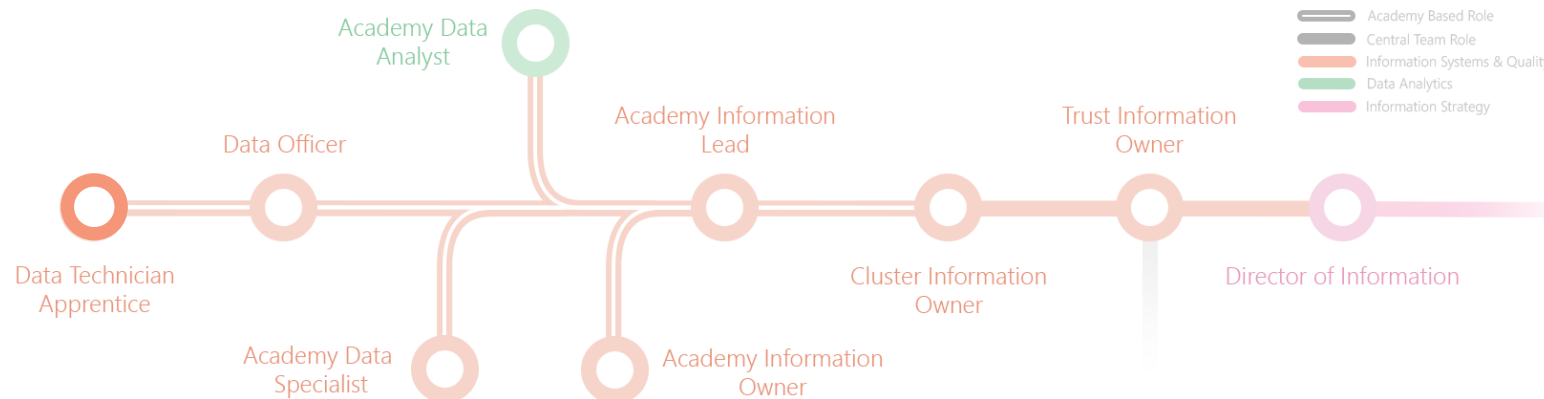 Academy Data
Analyst
Academy Based Role
Central Team Role
Information Systems & Quality
Data Analytics
Information Strategy
Data Officer
Academy Information
Lead
Trust Information
Owner
Data Technician
Apprentice
Cluster Information
Owner
Director of Information
Academy Data
Specialist
Academy Information
Owner